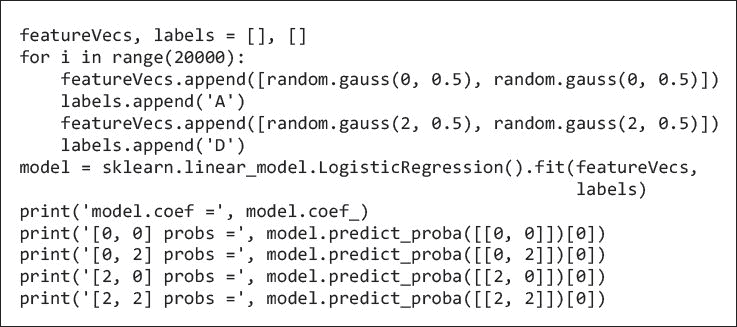 featureVecs, labels = [], []
for i in range(20000):
    featureVecs.append([random.gauss(0, 0.5), random.gauss(0, 0.5)])
    labels.append('A')
    featureVecs.append([random.gauss(2, 0.5), random.gauss(2, 0.5)])
    labels.append('D')
model = sklearn.linear_model.LogisticRegression().fit(featureVecs,
                                                      labels)
print('model.coef =', model.coef_)
print('[0, 0] probs =', model.predict_proba([[0, 0]])[0])
print('[0, 2] probs =', model.predict_proba([[0, 2]])[0])
print('[2, 0] probs =', model.predict_proba([[2, 0]])[0])
print('[2, 2] probs =', model.predict_proba([[2, 2]])[0])